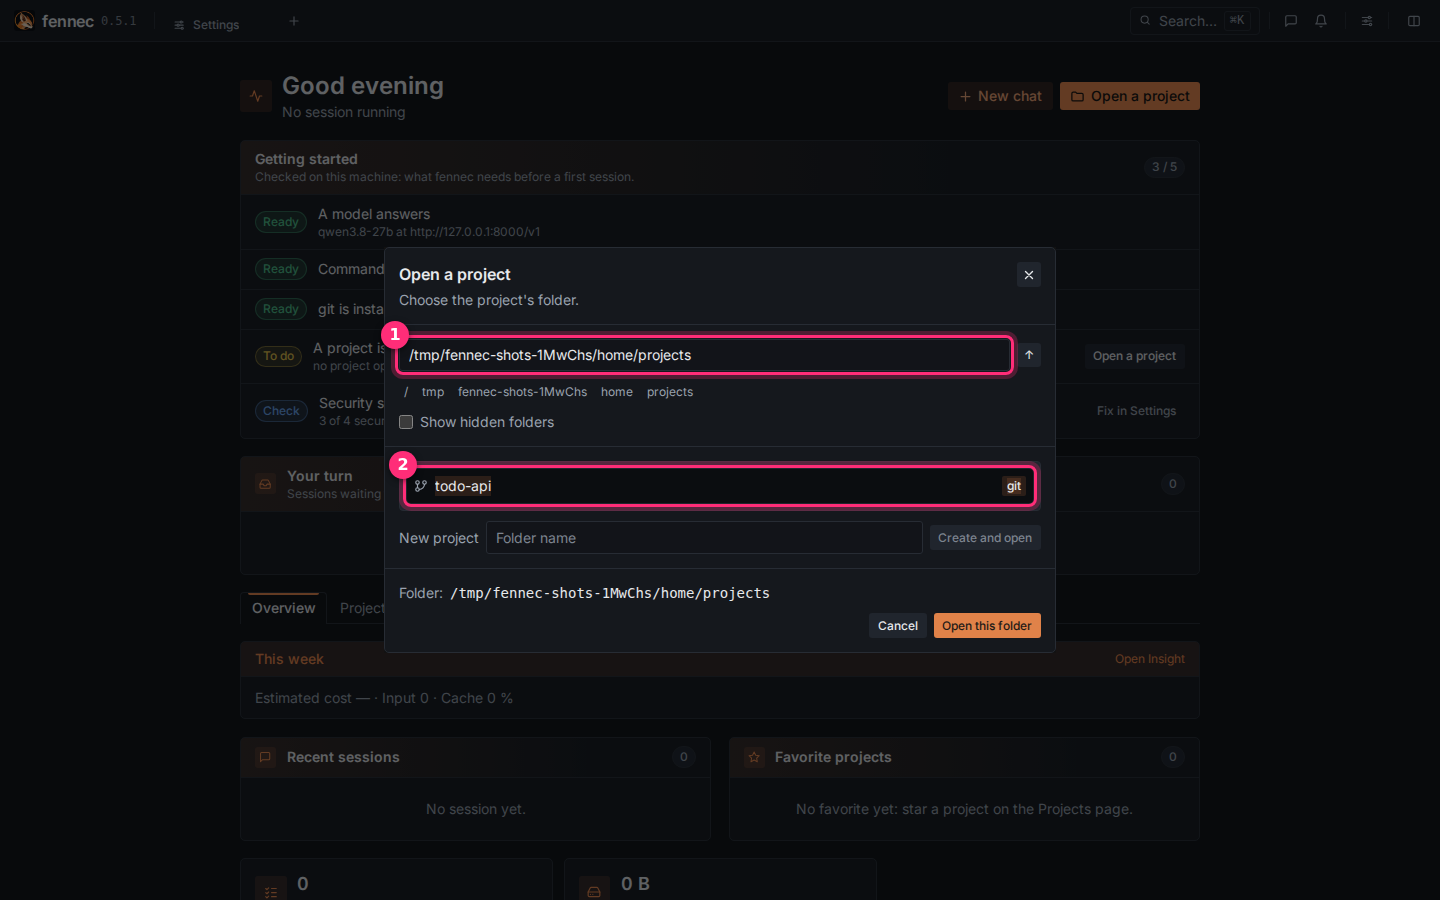 fennec 0.5.1
Settings
Search... ⌘K
Good evening
No session running
New chat
Open a project
Getting started
Checked on this machine: what fennec needs before a first session.
3 / 5
Ready
A model answers
qwen3.8-27b at http://127.0.0.1:8000/v1
Ready
Command
Ready
git is insta
To do
A project is
no project op
Open a project
Check
Security s
3 of 4 secur
Fix in Settings
Open a project
Choose the project's folder.
1
/tmp/fennec-shots-1MwChs/home/projects
/ tmp fennec-shots-1MwChs home projects
Show hidden folders
2
todo-api
git
New project
Folder name
Create and open
Folder: /tmp/fennec-shots-1MwChs/home/projects
Cancel
Open this folder
Your turn
Sessions waiting
0
Overview
Project
This week
Open Insight
Estimated cost — · Input 0 · Cache 0 %
Recent sessions
0
No session yet.
Favorite projects
0
No favorite yet: star a project on the Projects page.
0
0 B